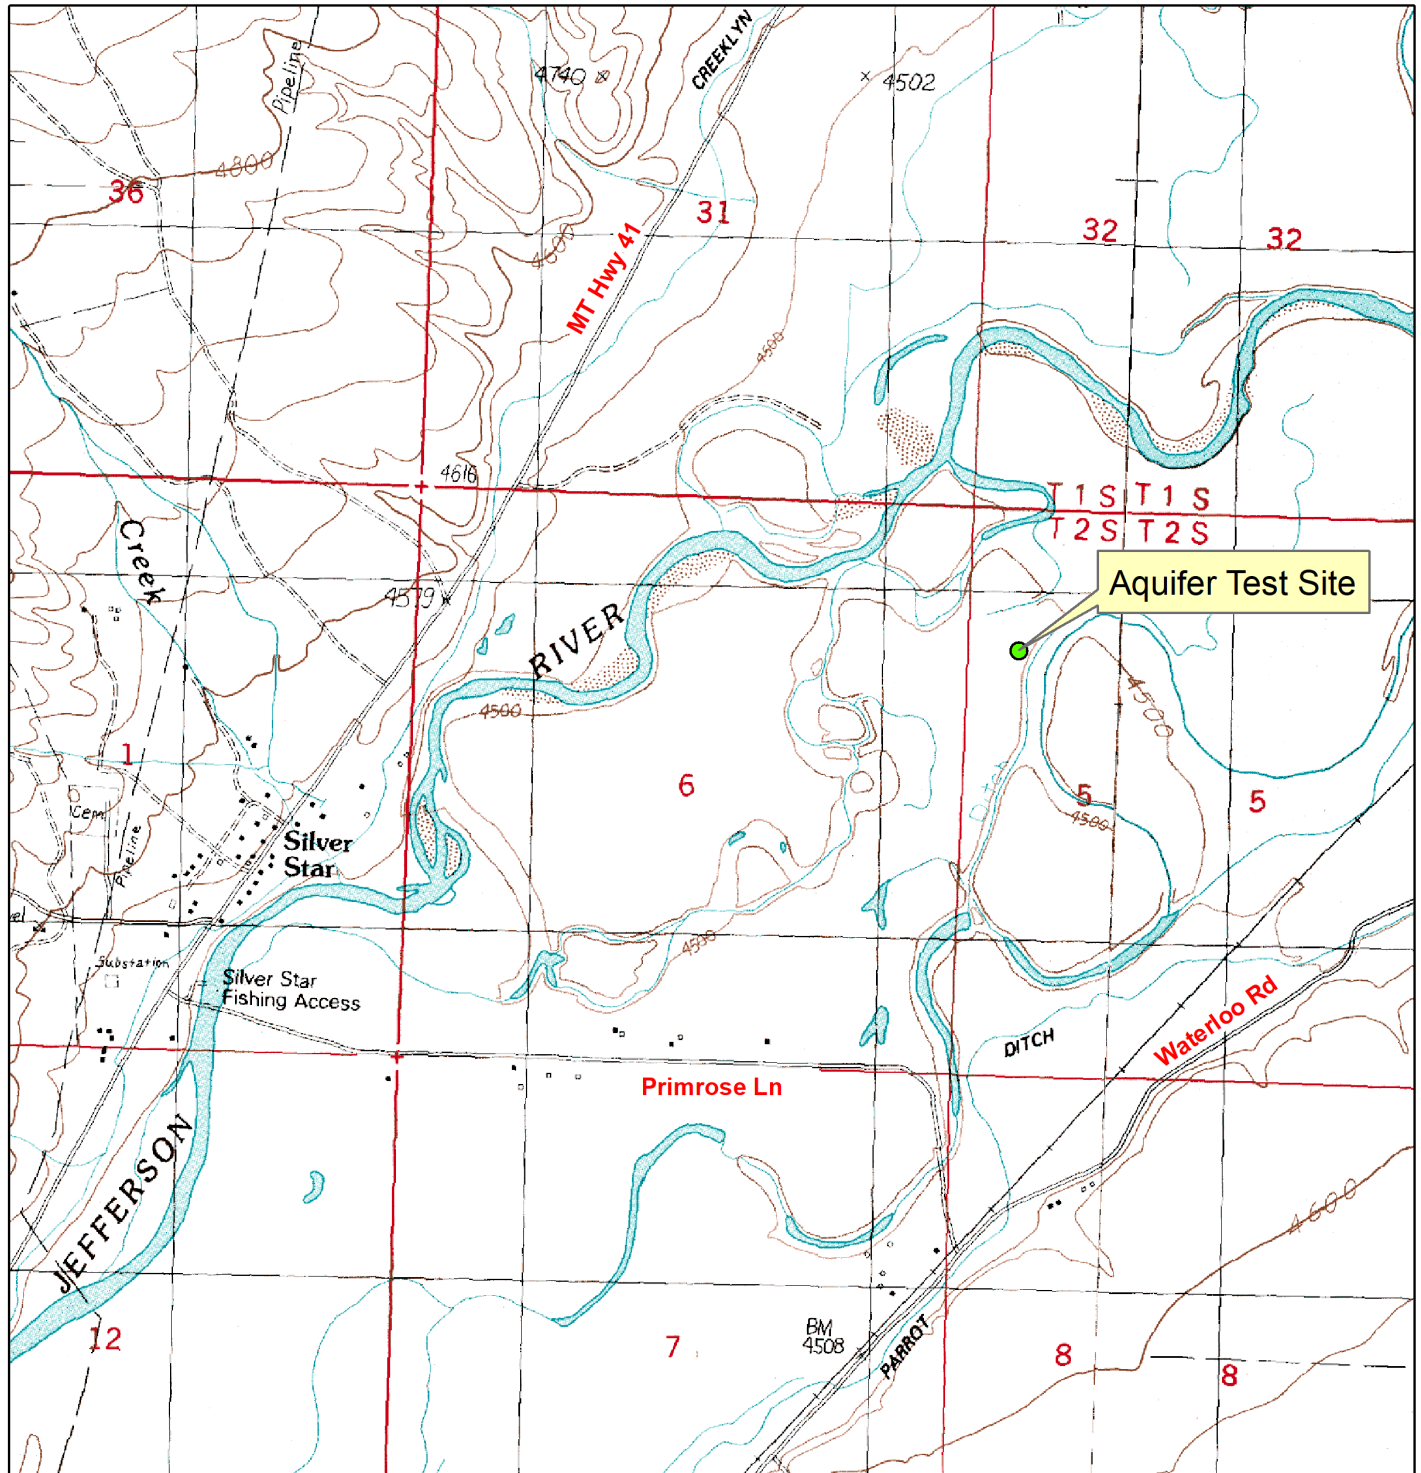 CREEKLYN
Pipeline
4740
4502
4800
36
31
32
32
4600
MT Hwy 41
4500
4616
T 1 S
T 1 S
T 2 S
T 2 S
Creek
Aquifer Test Site
4579
RIVER
4500
4500
1
6
5
5
Ditch
4500
Cem
Pipeline
Silver
Star
4500
Substation
Silver Star
Fishing Access
Waterloo Rd
DITCH
Primrose Ln
JEFFERSON
4600
BM
4508
PARROT
12
7
8
8